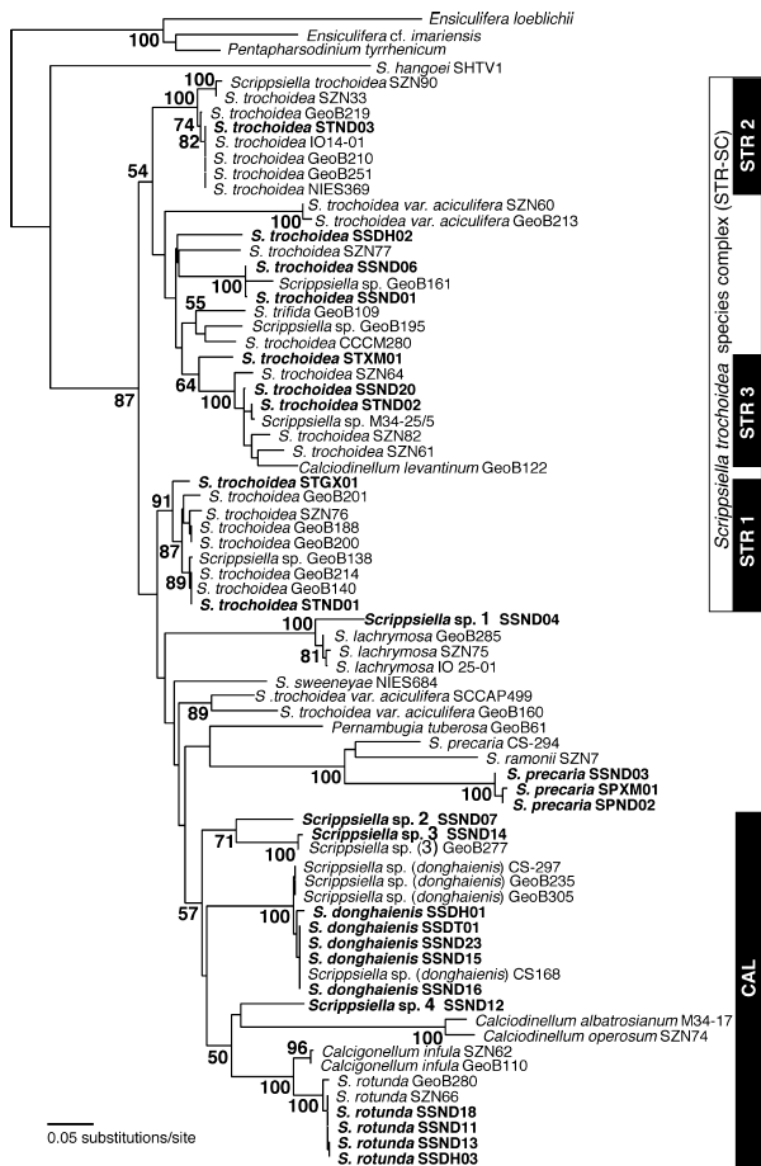 Ensiculifera loeblichii
Ensiculifera cf. imariensis
100
Pentapharsodinium tyrrhenicum
S. hangoei SHTV1
100
Scrippsiella trochoidea SZN90
100
S. trochoidea SZN33
S. trochoidea GeoB219
74
S. trochoidea STND03
82
S. trochoidea IO14-01
S. trochoidea GeoB210
54
S. trochoidea GeoB251
S. trochoidea NIES369
S. trochoidea var. aciculifera SZN60
100
S. trochoidea var. aciculifera GeoB213
S. trochoidea SSDH02
S. trochoidea SZN77
S. trochoidea SSND06
100
Scrippsiella sp. GeoB161
S. trochoidea SSND01
55
S. trifida GeoB109
Scrippsiella sp. GeoB195
S. trochoidea CCCM280
S. trochoidea STXM01
64
S. trochoidea SZN64
87
S. trochoidea SSND20
100
S. trochoidea STND02
Scrippsiella sp. M34-25/5
S. trochoidea SZN82
S. trochoidea SZN61
Calciodinellum levantinum GeoB122
S. trochoidea STGX01
91
S. trochoidea GeoB201
S. trochoidea SZN76
S. trochoidea GeoB188
87
S. trochoidea GeoB200
Scrippsiella sp. GeoB138
89
S. trochoidea GeoB214
S. trochoidea GeoB140
S. trochoidea STND01
Scrippsiella sp. 1 SSND04
100
S. lachrymosa GeoB285
81
S. lachrymosa SZN75
S. lachrymosa IO 25-01
S. sweeneyae NIES684
S .trochoidea var. aciculifera SCCAP499
89
S. trochoidea var. aciculifera GeoB160
Pernambugia tuberosa GeoB61
S. precaria CS-294
S. ramonii SZN7
100
S. precaria SSND03
100
S. precaria SPXM01
S. precaria SPND02
Scrippsiella sp. 2 SSND07
71
Scrippsiella sp. 3 SSND14
100
Scrippsiella sp. (3) GeoB277
Scrippsiella sp. (donghaienis) CS-297
Scrippsiella sp. (donghaienis) GeoB235
Scrippsiella sp. (donghaienis) GeoB305
57
100
S. donghaienis SSDH01
S. donghaienis SSDT01
S. donghaienis SSND23
S. donghaienis SSND15
Scrippsiella sp. (donghaienis) CS168
S. donghaienis SSND16
Scrippsiella sp. 4 SSND12
Calciodinellum albatrosianum M34-17
100
Calciodinellum operosum SZN74
50
96
Calcigonellum infula SZN62
Calcigonellum infula GeoB110
100
S. rotunda GeoB280
100
S. rotunda SZN66
S. rotunda SSND18
S. rotunda SSND11
S. rotunda SSND13
S. rotunda SSDH03
0.05 substitutions/site
Scrippsiella trochoidea species complex (STR-SC)
STR 2
STR 3
STR 1
CAL